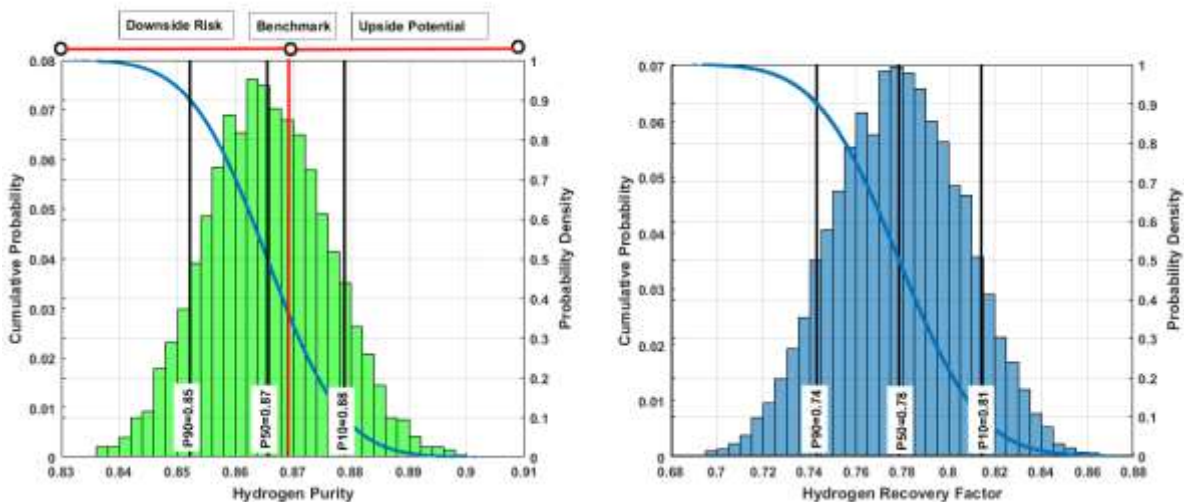 Downside Risk Benchmark Upside Potential
0.08 1
0.07 0.9
0.8
0.06 0.7
0.05 0.6
0.04 0.5
0.03 0.4
0.3
0.02 0.2
0.01 0.1
0 0
Cumulative Probability
Probability Density
P90=0.85
P50=0.87
P10=0.88
0.83 0.84 0.85 0.86 0.87 0.88 0.89 0.9 0.91
Hydrogen Purity
0.07 1
0.06 0.9
0.8
0.05 0.7
0.04 0.6
0.5
0.03 0.4
0.02 0.3
0.2
0.01 0.1
0 0
Cumulative Probability
Probability Density
P90=0.74
P50=0.78
P10=0.81
0.68 0.7 0.72 0.74 0.76 0.78 0.8 0.82 0.84 0.86 0.88
Hydrogen Recovery Factor